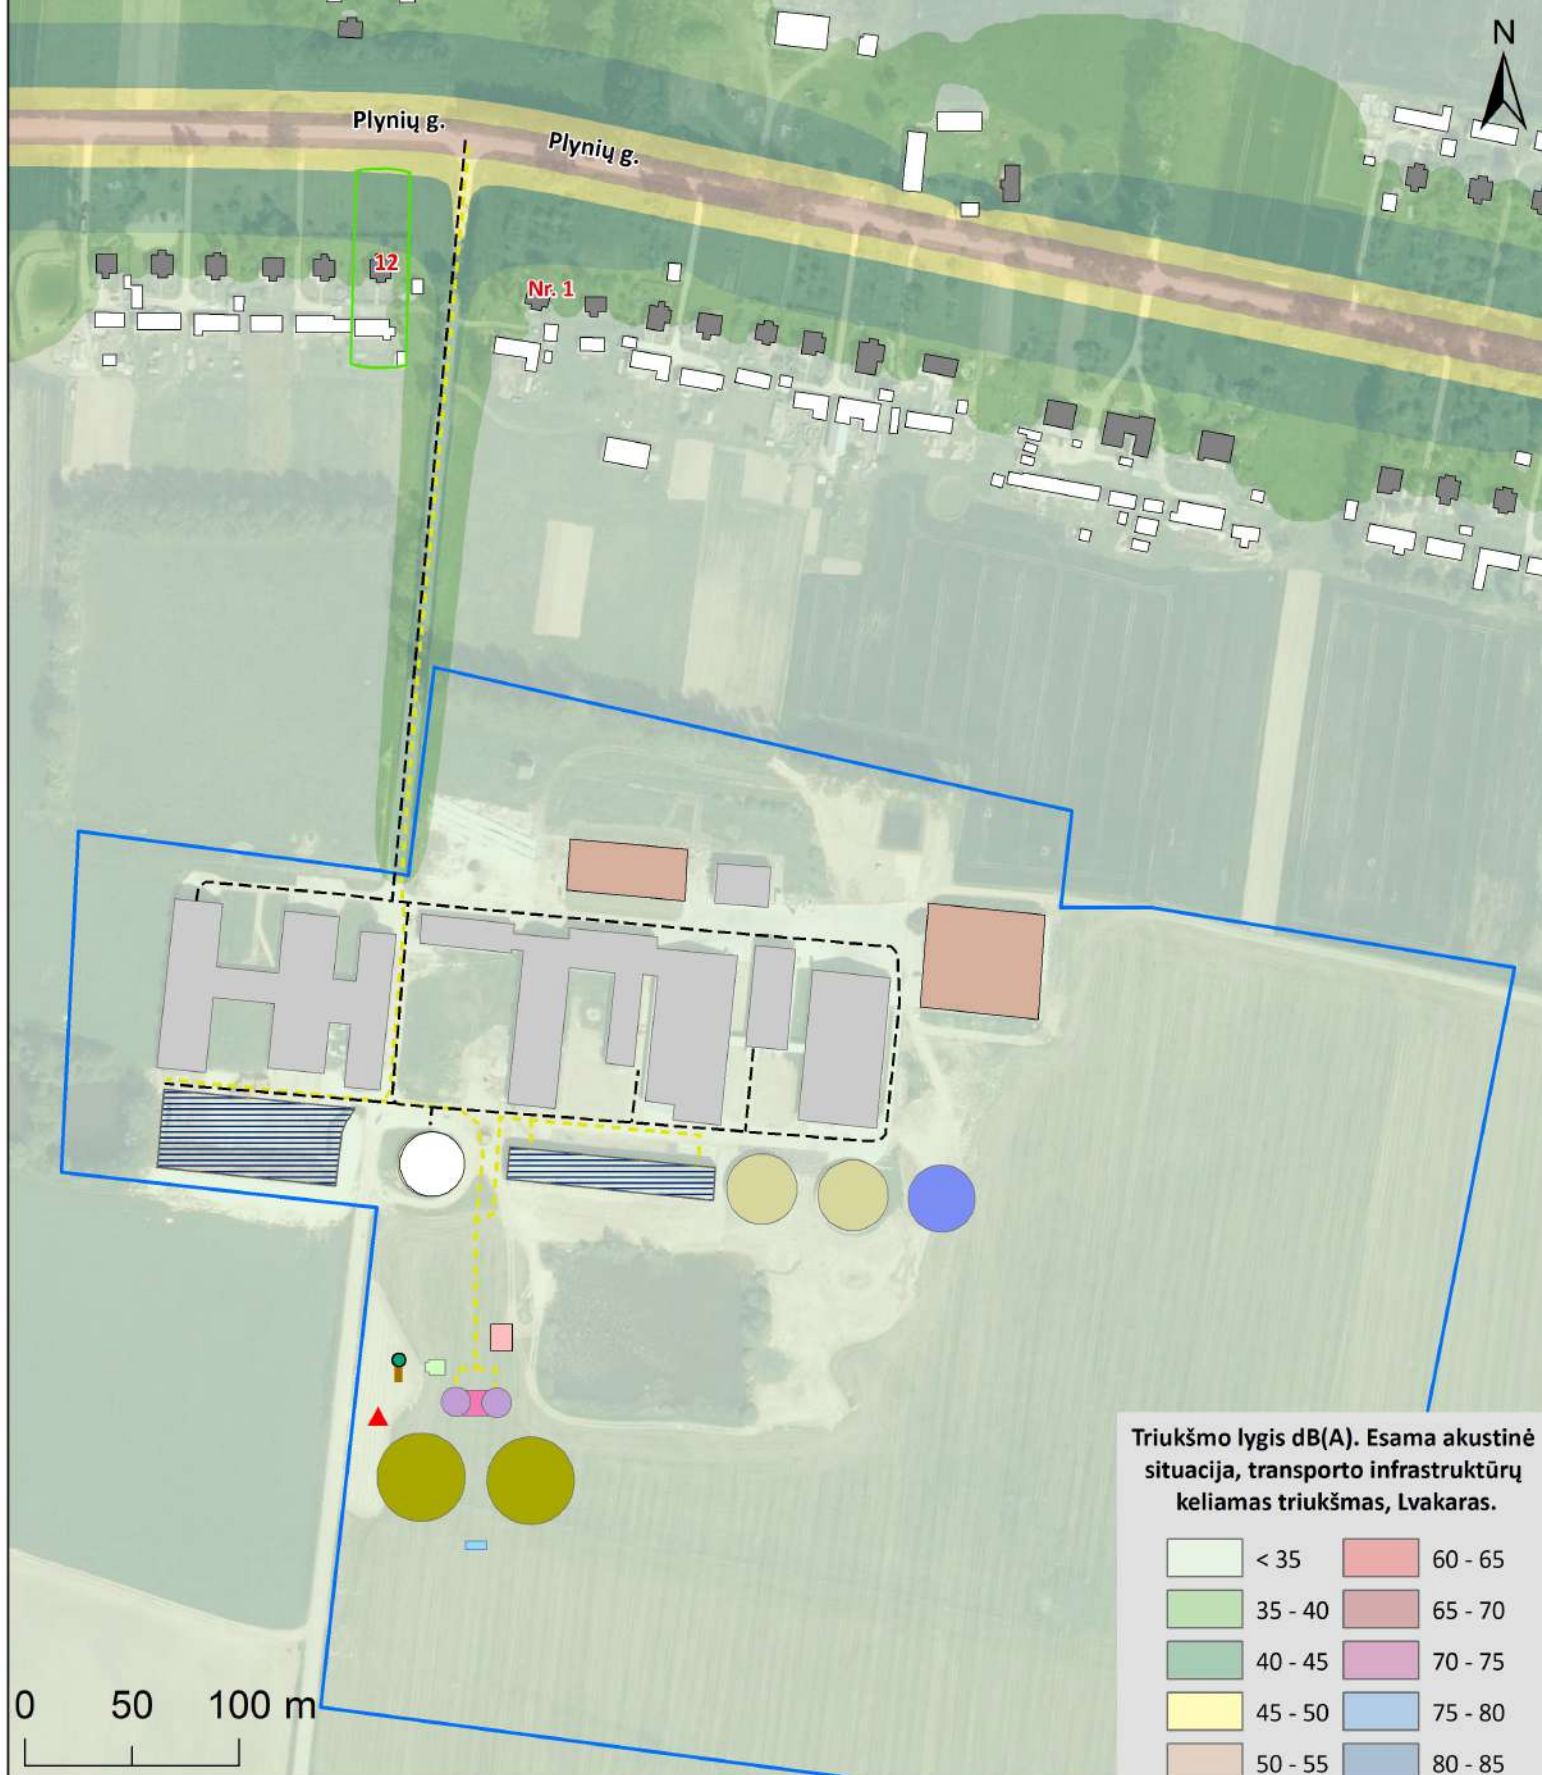 N
Plynių g.
Plynių g.
12
Nr. 1
Triukšmo lygis dB(A). Esama akustinė
situacija, transporto infrastruktūrų
keliamas triukšmas, Lvakaras.
< 35
60 - 65
35 - 40
65 - 70
40 - 45
70 - 75
45 - 50
75 - 80
50 - 55
80 - 85
0 50 100 m